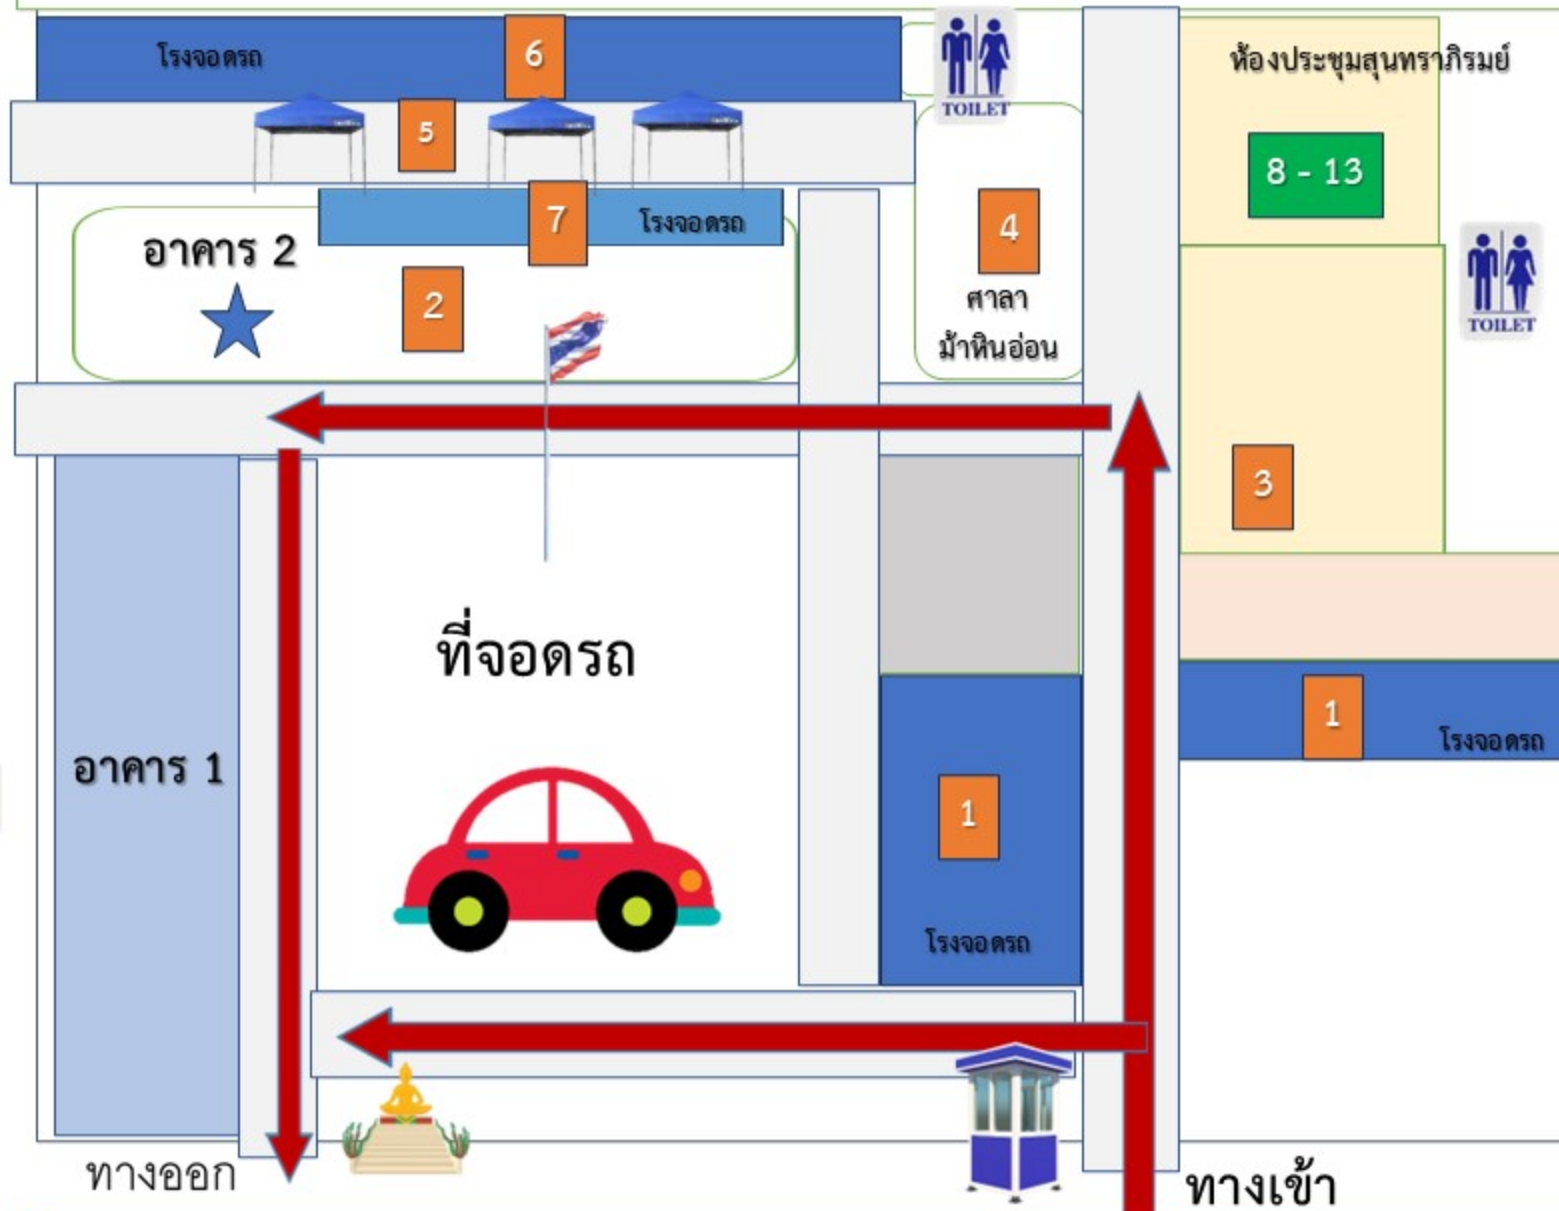 โรงจอดรถ
6
TOILET
ห้องประชุมสุนทราภิรมย์
5
8 - 13
7
โรงจอดรถ
4
อาคาร 2
2
ศาลา
ม้าหินอ่อน
TOILET
3
ที่จอดรถ
1
โรงจอดรถ
อาคาร 1
1
โรงจอดรถ
ทางออก
ทางเข้า